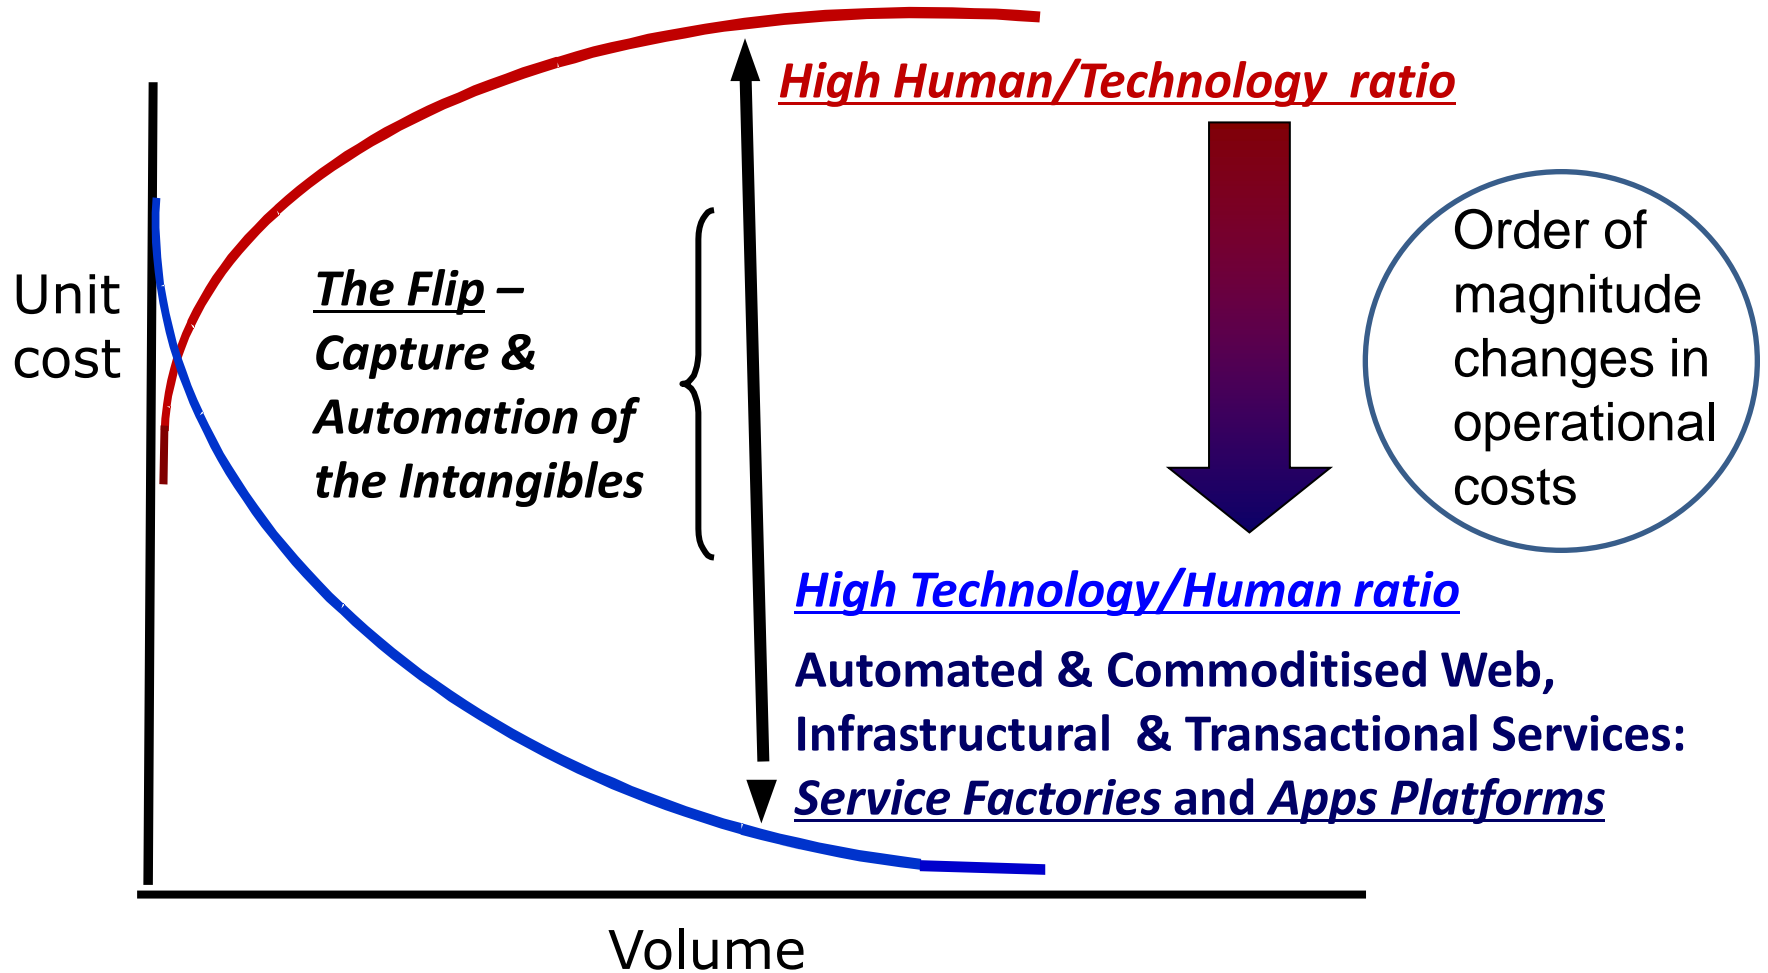 High Human/Technology ratio
Unit
cost
The Flip –
Capture &
Automation of
the Intangibles
Order of
magnitude
changes in
operational
costs
High Technology/Human ratio
Automated & Commoditised Web,
Infrastructural & Transactional Services:
Service Factories and Apps Platforms
Volume